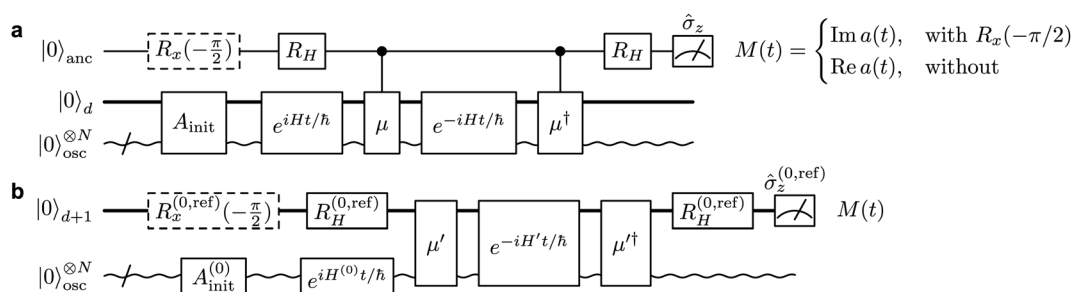 a |0⟩anc Rx(−π/2) RH RH σ̂z M(t) = { Im a(t), with Rx(−π/2)
Re a(t), without
|0⟩d Ainit e^{iHt/ħ} μ e^{−iHt/ħ} μ†
|0⟩osc^{⊗N}
b |0⟩d+1 Rx^{(0,ref)}(−π/2) RH^{(0,ref)} μ′ e^{−iH′t/ħ} μ′† RH^{(0,ref)} σ̂z^{(0,ref)} M(t)
|0⟩osc^{⊗N} Ainit^{(0)} e^{iH^{(0)}t/ħ}